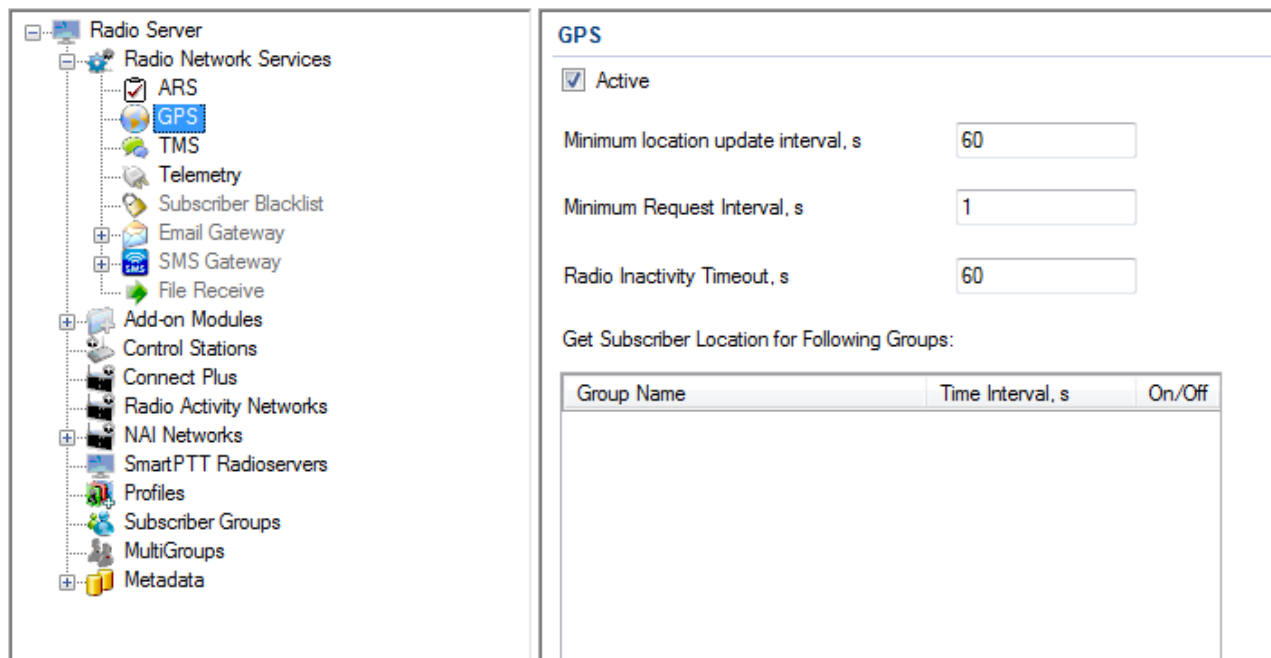 Radio Server
Radio Network Services
ARS
GPS
TMS
Telemetry
Subscriber Blacklist
Email Gateway
SMS
SMS Gateway
File Receive
Add-on Modules
Control Stations
Connect Plus
Radio Activity Networks
NAI Networks
SmartPTT Radioservers
Profiles
Subscriber Groups
MultiGroups
Metadata
GPS
Active
Minimum location update interval, s 60
Minimum Request Interval, s 1
Radio Inactivity Timeout, s 60
Get Subscriber Location for Following Groups:
Group Name Time Interval, s On/Off